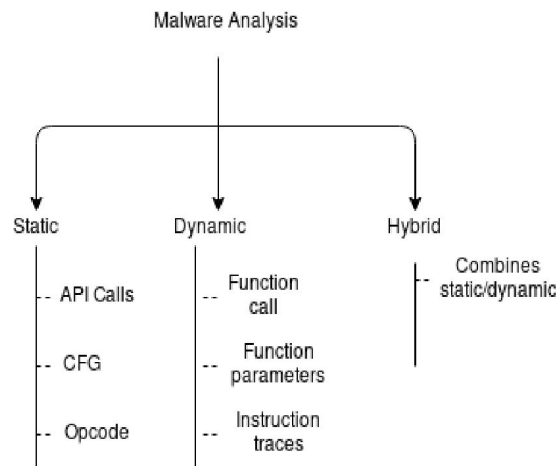 Malware Analysis
Static
Dynamic
Hybrid
API Calls
CFG
Opcode
Function
call
Function
parameters
Instruction
traces
Combines
static/dynamic